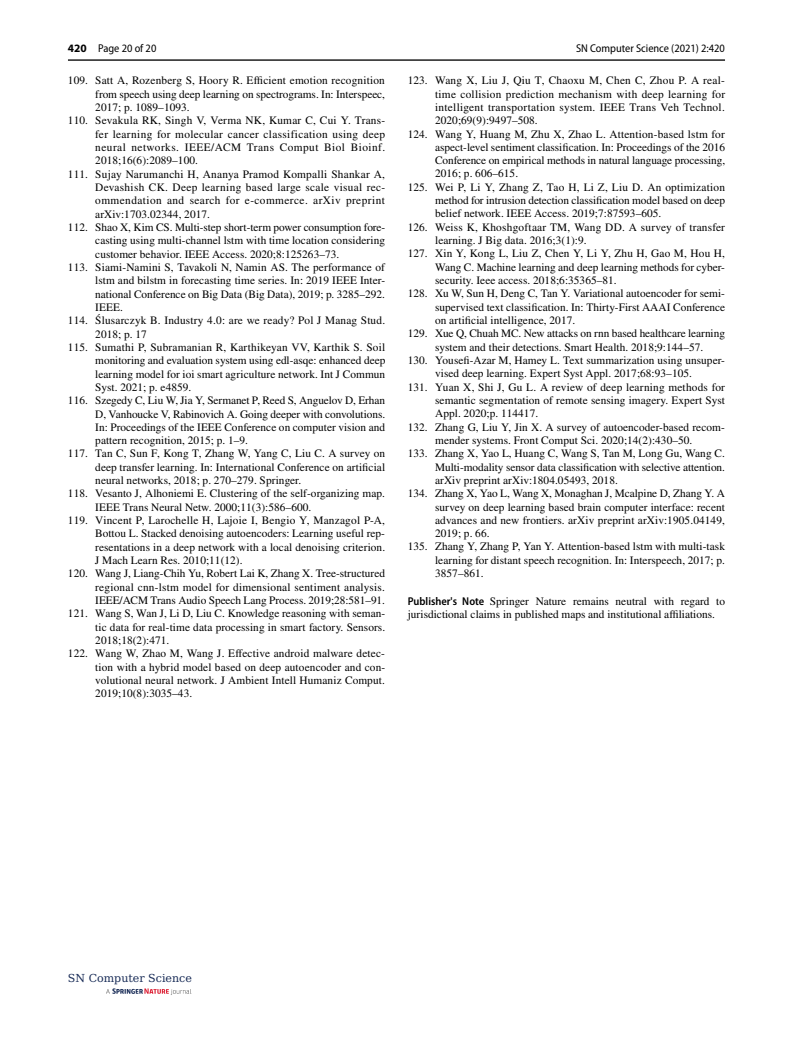 420 Page 20 of 20
SN Computer Science (2021) 2:420
109. Satt A, Rozenberg S, Hoory R. Efficient emotion recognition
from speech using deep learning on spectrograms. In: Interspeec,
2017; p. 1089–1093.
110. Sevakula RK, Singh V, Verma NK, Kumar C, Cui Y. Trans-
fer learning for molecular cancer classification using deep
neural networks. IEEE/ACM Trans Comput Biol Bioinf.
2018;16(6):2089–100.
111. Sujay Narumanchi H, Ananya Pramod Kompalli Shankar A,
Devashish CK. Deep learning based large scale visual rec-
ommendation and search for e-commerce. arXiv preprint
arXiv:1703.02344, 2017.
112. Shao X, Kim CS. Multi-step short-term power consumption fore-
casting using multi-channel lstm with time location considering
customer behavior. IEEE Access. 2020;8:125263–73.
113. Siami-Namini S, Tavakoli N, Namin AS. The performance of
lstm and bilstm in forecasting time series. In: 2019 IEEE Inter-
national Conference on Big Data (Big Data), 2019; p. 3285–292.
IEEE.
114. Ślusarczyk B. Industry 4.0: are we ready? Pol J Manag Stud.
2018; p. 17
115. Sumathi P, Subramanian R, Karthikeyan VV, Karthik S. Soil
monitoring and evaluation system using edl-asqe: enhanced deep
learning model for ioi smart agriculture network. Int J Commun
Syst. 2021; p. e4859.
116. Szegedy C, Liu W, Jia Y, Sermanet P, Reed S, Anguelov D, Erhan
D, Vanhoucke V, Rabinovich A. Going deeper with convolutions.
In: Proceedings of the IEEE Conference on computer vision and
pattern recognition, 2015; p. 1–9.
117. Tan C, Sun F, Kong T, Zhang W, Yang C, Liu C. A survey on
deep transfer learning. In: International Conference on artificial
neural networks, 2018; p. 270–279. Springer.
118. Vesanto J, Alhoniemi E. Clustering of the self-organizing map.
IEEE Trans Neural Netw. 2000;11(3):586–600.
119. Vincent P, Larochelle H, Lajoie I, Bengio Y, Manzagol P-A,
Bottou L. Stacked denoising autoencoders: Learning useful rep-
resentations in a deep network with a local denoising criterion.
J Mach Learn Res. 2010;11(12).
120. Wang J, Liang-Chih Yu, Robert Lai K, Zhang X. Tree-structured
regional cnn-lstm model for dimensional sentiment analysis.
IEEE/ACM Trans Audio Speech Lang Process. 2019;28:581–91.
121. Wang S, Wan J, Li D, Liu C. Knowledge reasoning with seman-
tic data for real-time data processing in smart factory. Sensors.
2018;18(2):471.
122. Wang W, Zhao M, Wang J. Effective android malware detec-
tion with a hybrid model based on deep autoencoder and con-
volutional neural network. J Ambient Intell Humaniz Comput.
2019;10(8):3035–43.
123. Wang X, Liu J, Qiu T, Chaoxu M, Chen C, Zhou P. A real-
time collision prediction mechanism with deep learning for
intelligent transportation system. IEEE Trans Veh Technol.
2020;69(9):9497–508.
124. Wang Y, Huang M, Zhu X, Zhao L. Attention-based lstm for
aspect-level sentiment classification. In: Proceedings of the 2016
Conference on empirical methods in natural language processing,
2016; p. 606–615.
125. Wei P, Li Y, Zhang Z, Tao H, Li Z, Liu D. An optimization
method for intrusion detection classification model based on deep
belief network. IEEE Access. 2019;7:87593–605.
126. Weiss K, Khoshgoftaar TM, Wang DD. A survey of transfer
learning. J Big data. 2016;3(1):9.
127. Xin Y, Kong L, Liu Z, Chen Y, Li Y, Zhu H, Gao M, Hou H,
Wang C. Machine learning and deep learning methods for cyber-
security. Ieee access. 2018;6:35365–81.
128. Xu W, Sun H, Deng C, Tan Y. Variational autoencoder for semi-
supervised text classification. In: Thirty-First AAAI Conference
on artificial intelligence, 2017.
129. Xue Q, Chuah MC. New attacks on rnn based healthcare learning
system and their detections. Smart Health. 2018;9:144–57.
130. Yousefi-Azar M, Hamey L. Text summarization using unsuper-
vised deep learning. Expert Syst Appl. 2017;68:93–105.
131. Yuan X, Shi J, Gu L. A review of deep learning methods for
semantic segmentation of remote sensing imagery. Expert Syst
Appl. 2020;p. 114417.
132. Zhang G, Liu Y, Jin X. A survey of autoencoder-based recom-
mender systems. Front Comput Sci. 2020;14(2):430–50.
133. Zhang X, Yao L, Huang C, Wang S, Tan M, Long Gu, Wang C.
Multi-modality sensor data classification with selective attention.
arXiv preprint arXiv:1804.05493, 2018.
134. Zhang X, Yao L, Wang X, Monaghan J, Mcalpine D, Zhang Y. A
survey on deep learning based brain computer interface: recent
advances and new frontiers. arXiv preprint arXiv:1905.04149,
2019; p. 66.
135. Zhang Y, Zhang P, Yan Y. Attention-based lstm with multi-task
learning for distant speech recognition. In: Interspeech, 2017; p.
3857–861.
Publisher's Note Springer Nature remains neutral with regard to
jurisdictional claims in published maps and institutional affiliations.
SN Computer Science
A SPRINGER NATURE journal